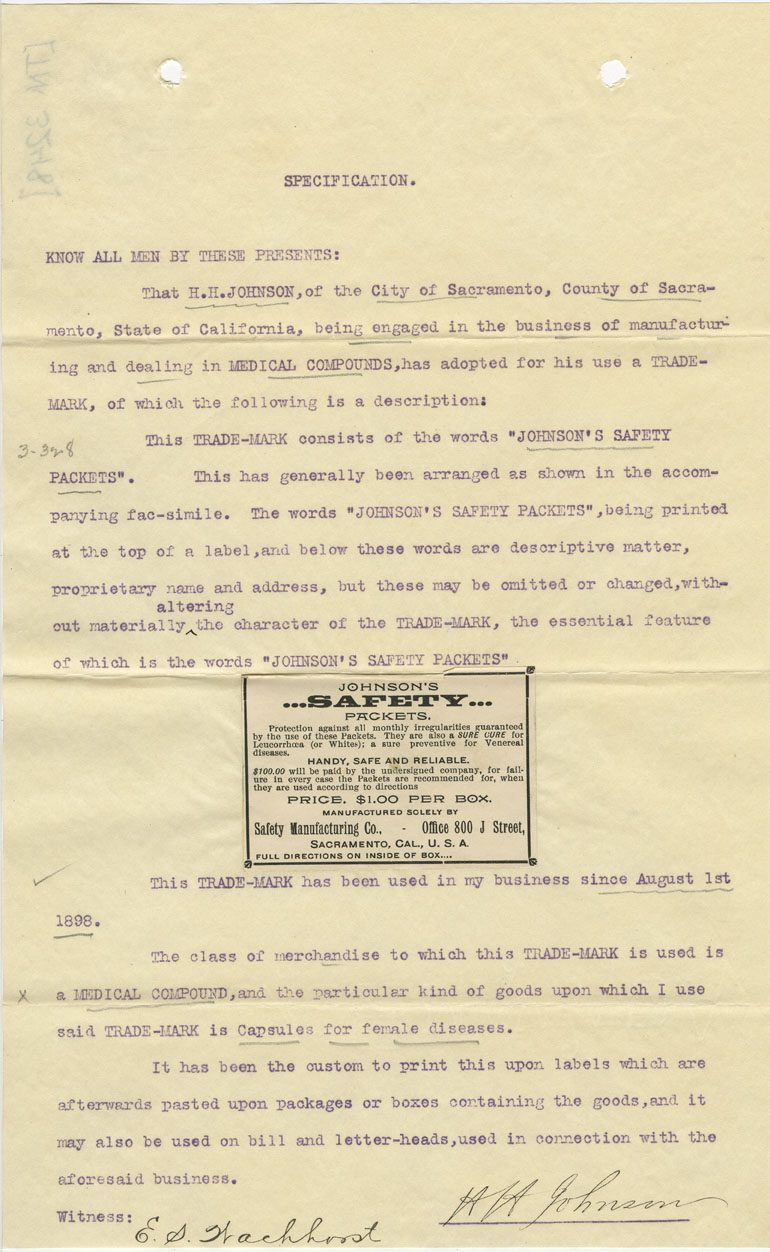 [TM 3248]
SPECIFICATION.
KNOW ALL MEN BY THESE PRESENTS:
That H.H.JOHNSON, of the City of Sacramento, County of Sacra-
mento, State of California, being engaged in the business of manufactur-
ing and dealing in MEDICAL COMPOUNDS, has adopted for his use a TRADE-
MARK, of which the following is a description:
3-328
This TRADE-MARK consists of the words "JOHNSON'S SAFETY
PACKETS". This has generally been arranged as shown in the accom-
panying fac-simile. The words "JOHNSON'S SAFETY PACKETS", being printed
at the top of a label, and below these words are descriptive matter,
proprietary name and address, but these may be omitted or changed, with-
altering
out materially ‸ the character of the TRADE-MARK, the essential feature
of which is the words "JOHNSON'S SAFETY PACKETS"
JOHNSON'S
...SAFETY...
PACKETS.
Protection against all monthly irregularities guaranteed
by the use of these Packets. They are also a SURE CURE for
Leucorrhœa (or Whites); a sure preventive for Venereal
diseases.
HANDY, SAFE AND RELIABLE.
$100.00 will be paid by the undersigned company, for fail-
ure in every case the Packets are recommended for, when
they are used according to directions
PRICE. $1.00 PER BOX.
MANUFACTURED SOLELY BY
Safety Manufacturing Co., - Office 800 J Street,
SACRAMENTO, CAL., U. S. A.
FULL DIRECTIONS ON INSIDE OF BOX....
This TRADE-MARK has been used in my business since August 1st
1898.
The class of merchandise to which this TRADE-MARK is used is
x a MEDICAL COMPOUND, and the particular kind of goods upon which I use
said TRADE-MARK is Capsules for female diseases.
It has been the custom to print this upon labels which are
afterwards pasted upon packages or boxes containing the goods, and it
may also be used on bill and letter-heads, used in connection with the
aforesaid business.
H H Johnson
Witness: E. S. Wachhorst